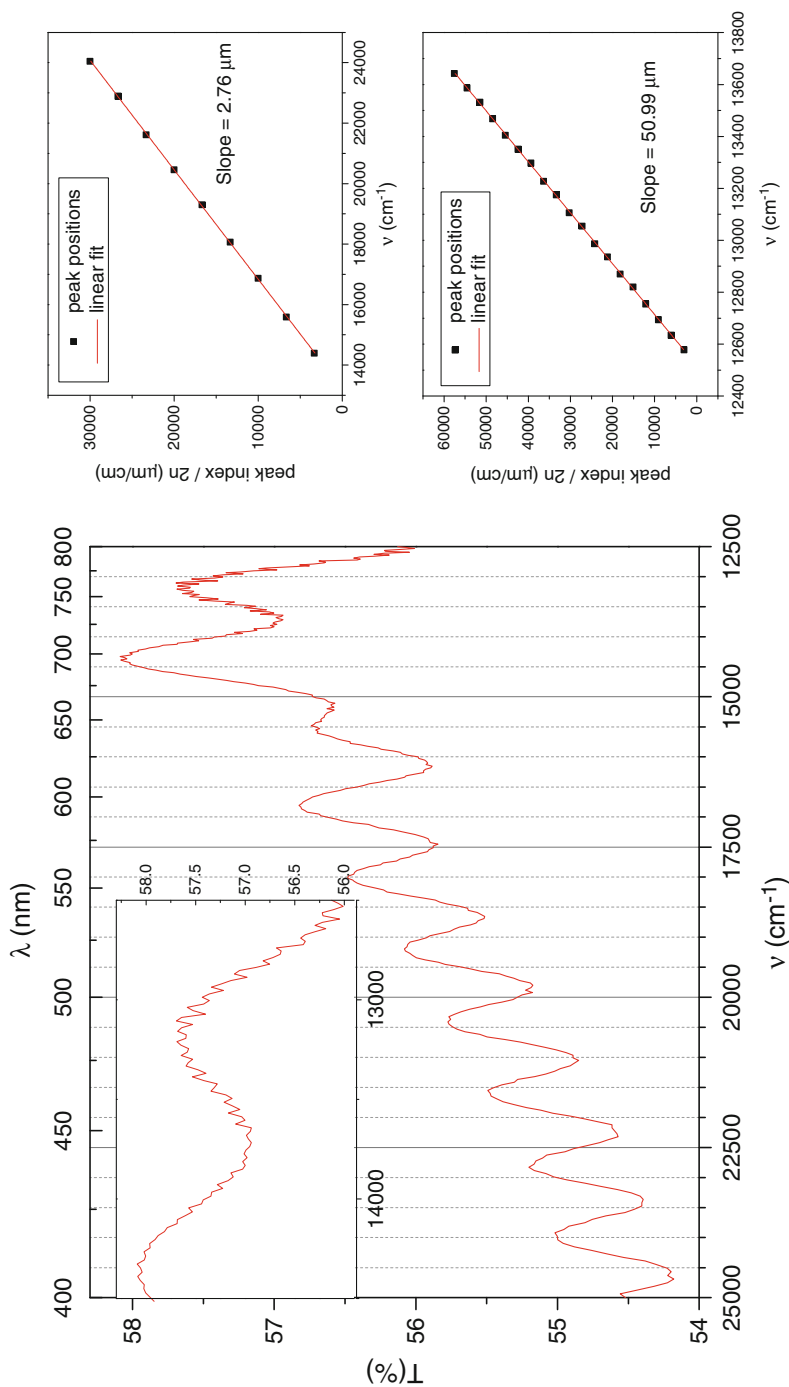 λ (nm)
400 450 500 550 600 650 700 750 800
T(%)
58
57
56
55
54
25000 22500 20000 17500 15000 12500
ν (cm-1)
58.0
57.5
57.0
56.5
56.0
14000 13000
peak index / 2n (μm/cm)
30000
20000
10000
0
peak positions
linear fit
Slope = 2.76 μm
14000 16000 18000 20000 22000 24000
ν (cm-1)
peak index / 2n (μm/cm)
60000
50000
40000
30000
20000
10000
0
peak positions
linear fit
Slope = 50.99 μm
12400 12600 12800 13000 13200 13400 13600 13800
ν (cm-1)